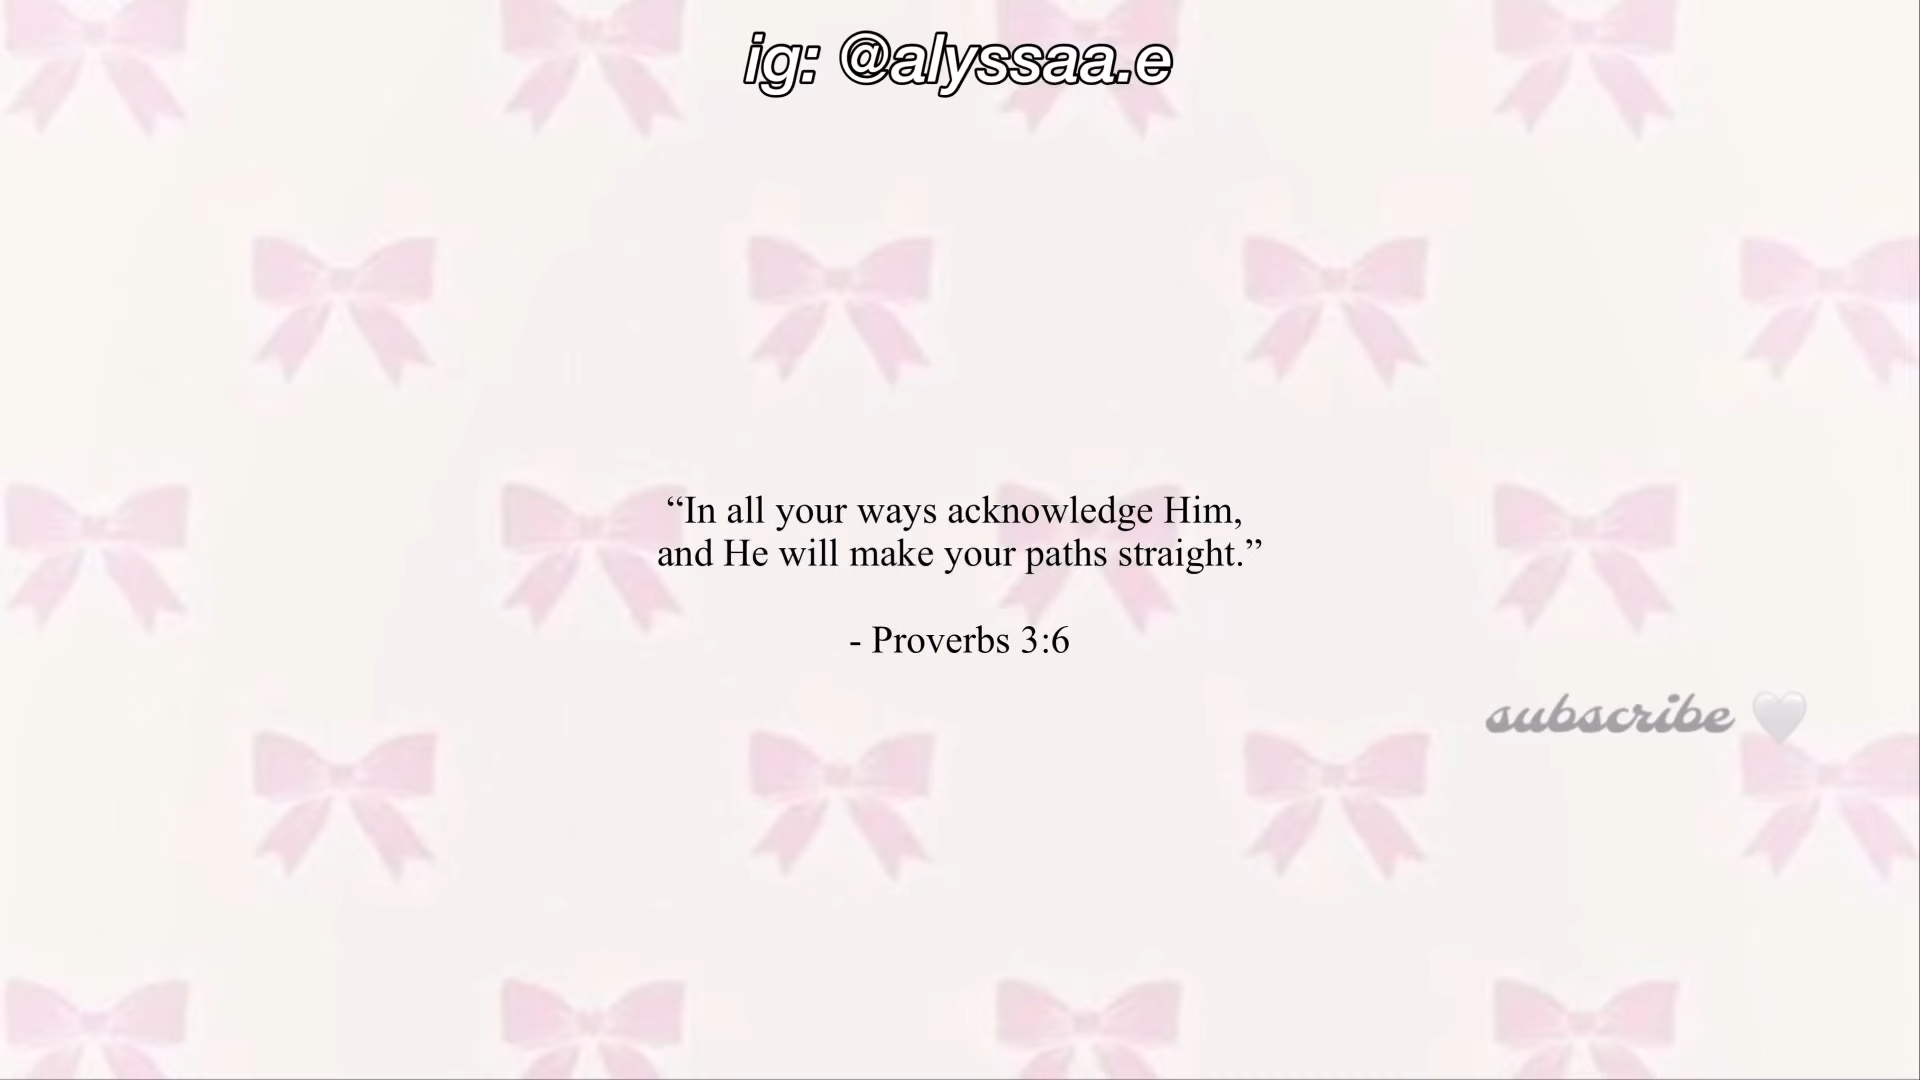 ig: @alyssaa.e
“In all your ways acknowledge Him,
and He will make your paths straight.”
- Proverbs 3:6
subscribe 🤍